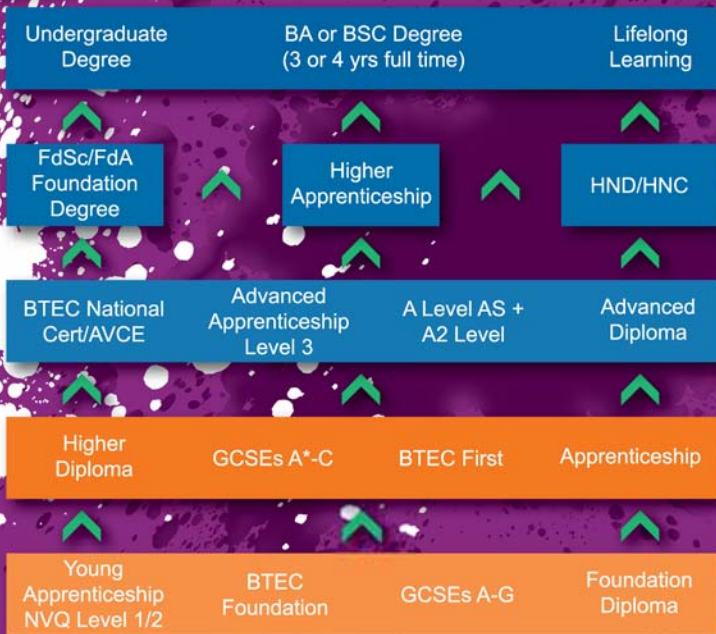 Undergraduate
Degree
BA or BSC Degree
(3 or 4 yrs full time)
Lifelong
Learning
FdSc/FdA
Foundation
Degree
Higher
Apprenticeship
HND/HNC
BTEC National
Cert/AVCE
Advanced
Apprenticeship
Level 3
A Level AS +
A2 Level
Advanced
Diploma
Higher
Diploma
GCSEs A*-C
BTEC First
Apprenticeship
Young
Apprenticeship
NVQ Level 1/2
BTEC
Foundation
GCSEs A-G
Foundation
Diploma